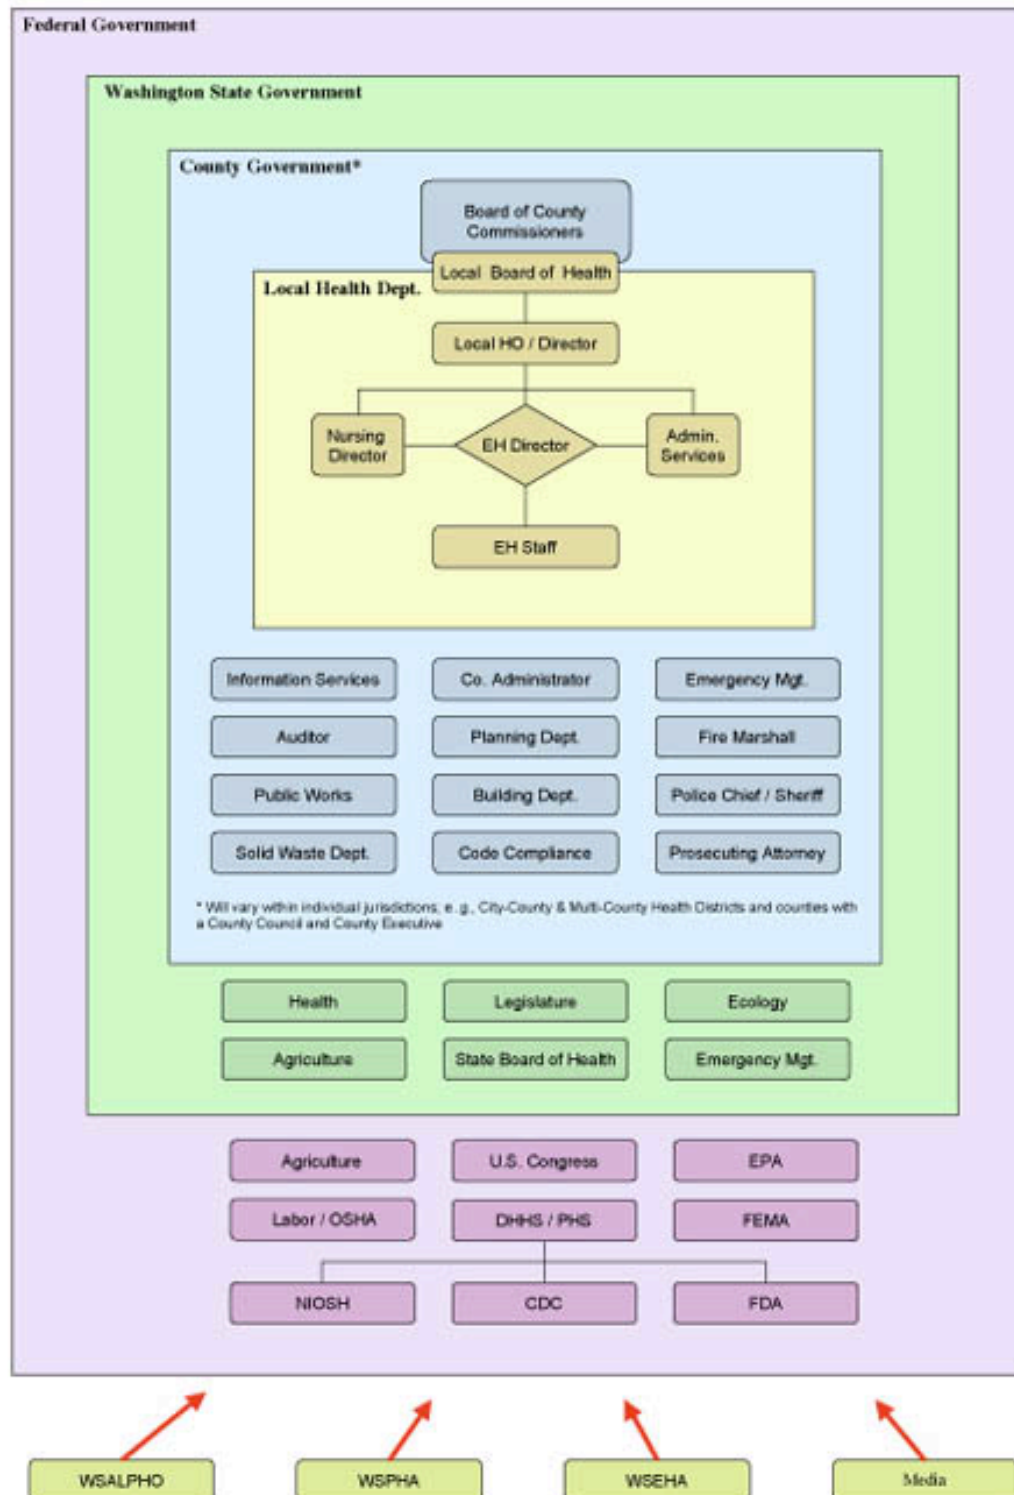 Federal Government
Washington State Government
County Government*
Board of County
Commissioners
Local Board of Health
Local Health Dept.
Local HO / Director
Nursing
Director
EH Director
Admin.
Services
EH Staff
Information Services
Co. Administrator
Emergency Mgt.
Auditor
Planning Dept.
Fire Marshall
Public Works
Building Dept.
Police Chief / Sheriff
Solid Waste Dept.
Code Compliance
Prosecuting Attorney
* Will vary within individual jurisdictions, e.g., City-County & Multi-County Health Districts and counties with
a County Council and County Executive
Health
Legislature
Ecology
Agriculture
State Board of Health
Emergency Mgt.
Agriculture
U.S. Congress
EPA
Labor / OSHA
DHHS / PHS
FEMA
NIOSH
CDC
FDA
WSALPHO
WSPHA
WSEHA
Media